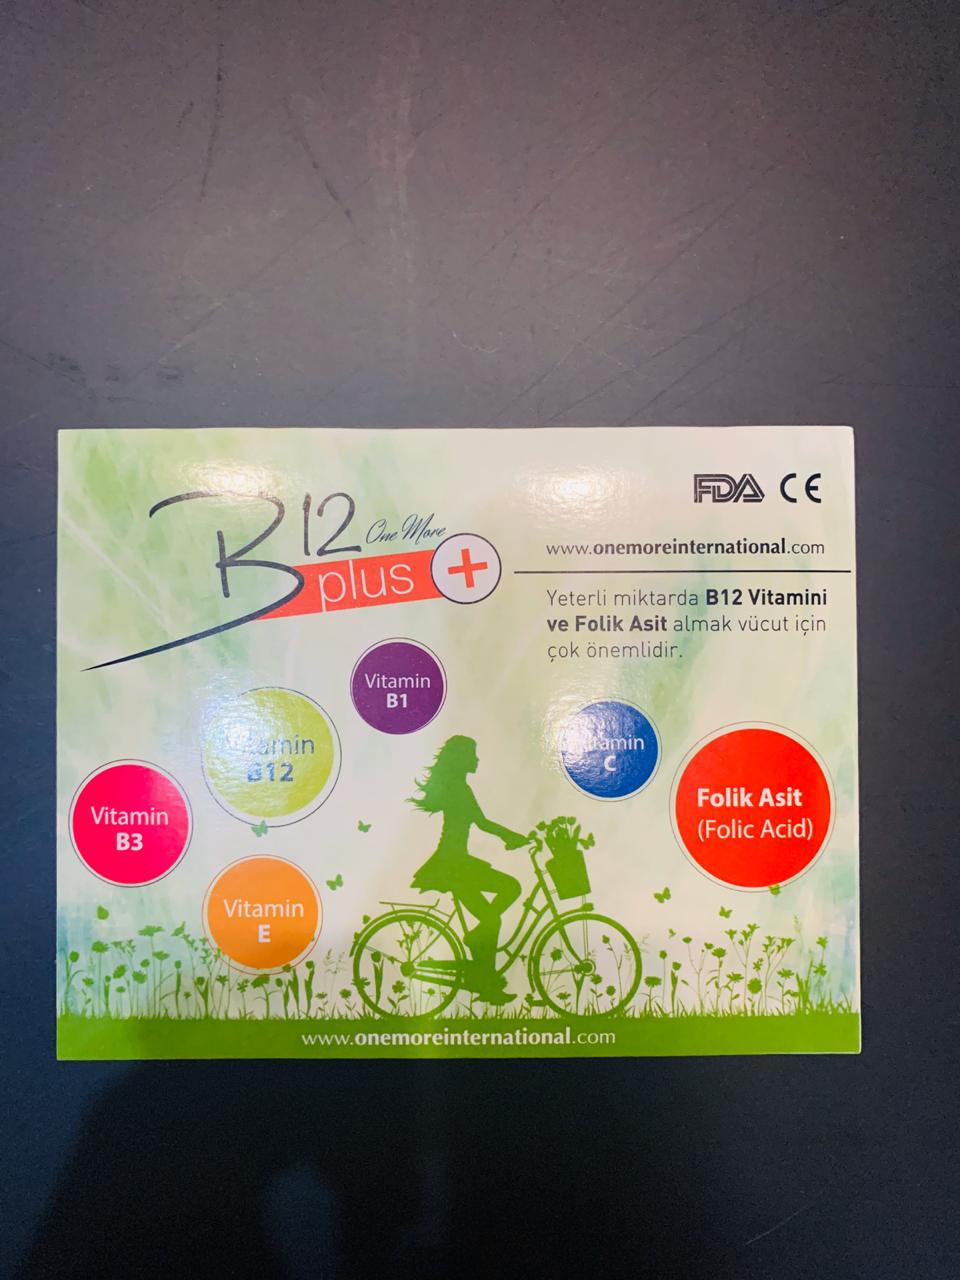 B12 One More
plus +
FDA CE
www.onemoreinternational.com
Yeterli miktarda B12 Vitamini
ve Folik Asit almak vücut için
çok önemlidir.
Vitamin
B1
Vitamin
B12
Vitamin
C
Vitamin
B3
Folik Asit
(Folic Acid)
Vitamin
E
www.onemoreinternational.com